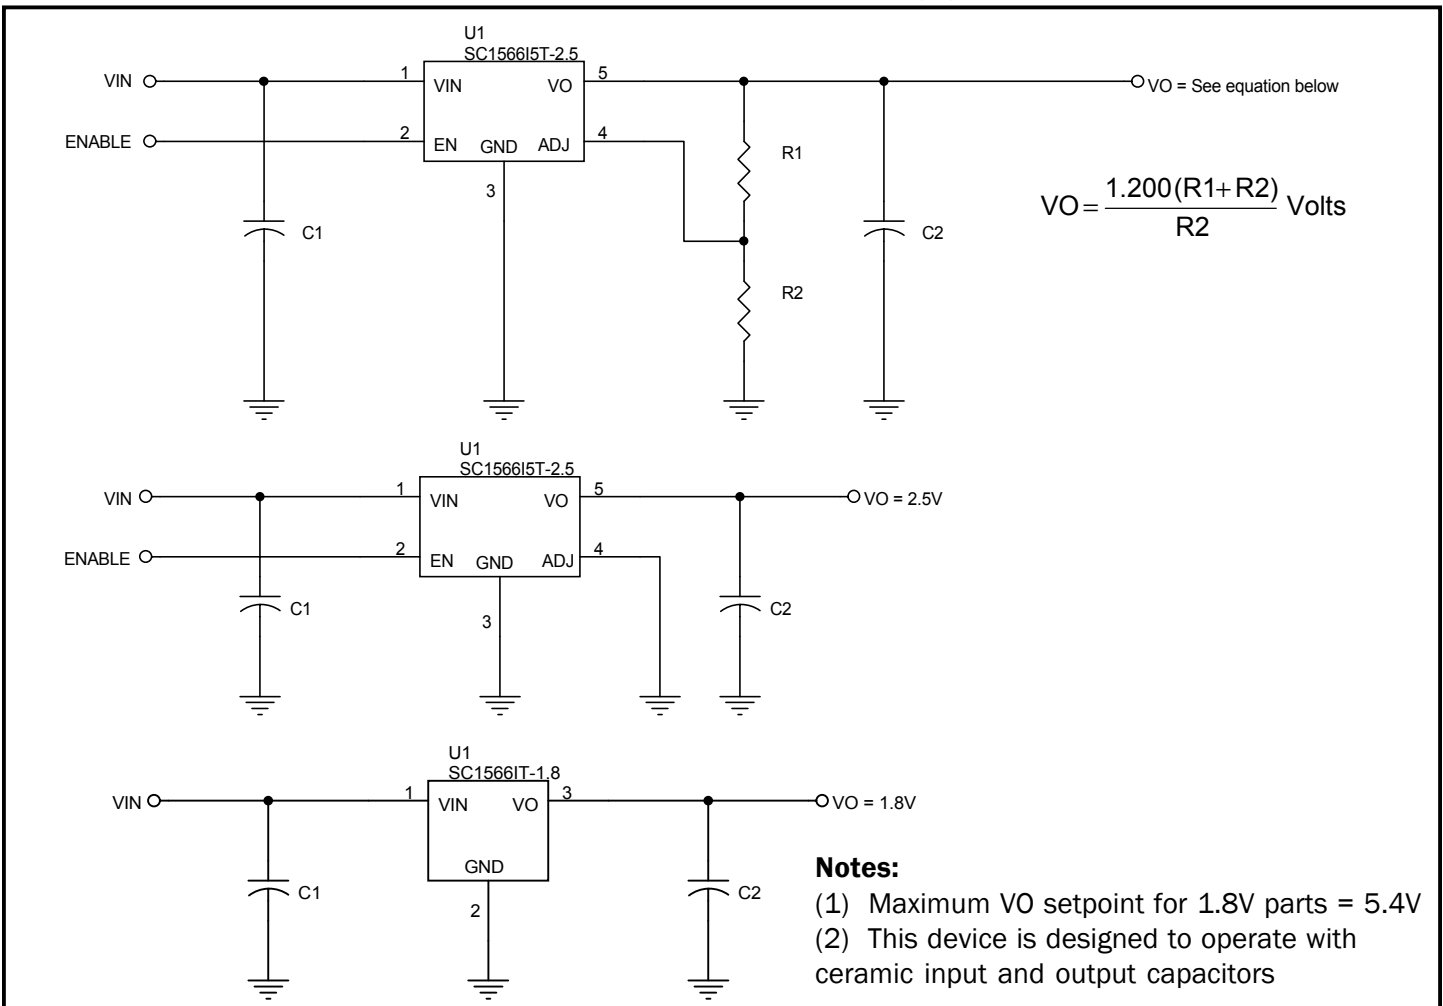 U1
SC1566I5T-2.5
VIN
1
VIN
VO
5
VO = See equation below
ENABLE
2
EN
GND
ADJ
4
3
R1
VO = 1.200(R1+R2) Volts
R2
C1
C2
R2
U1
SC1566I5T-2.5
VIN
1
VIN
VO
5
VO = 2.5V
ENABLE
2
EN
GND
ADJ
4
3
C1
C2
U1
SC1566IT-1.8
VIN
1
VIN
VO
3
VO = 1.8V
GND
2
C1
C2
Notes:
(1) Maximum VO setpoint for 1.8V parts = 5.4V
(2) This device is designed to operate with
ceramic input and output capacitors